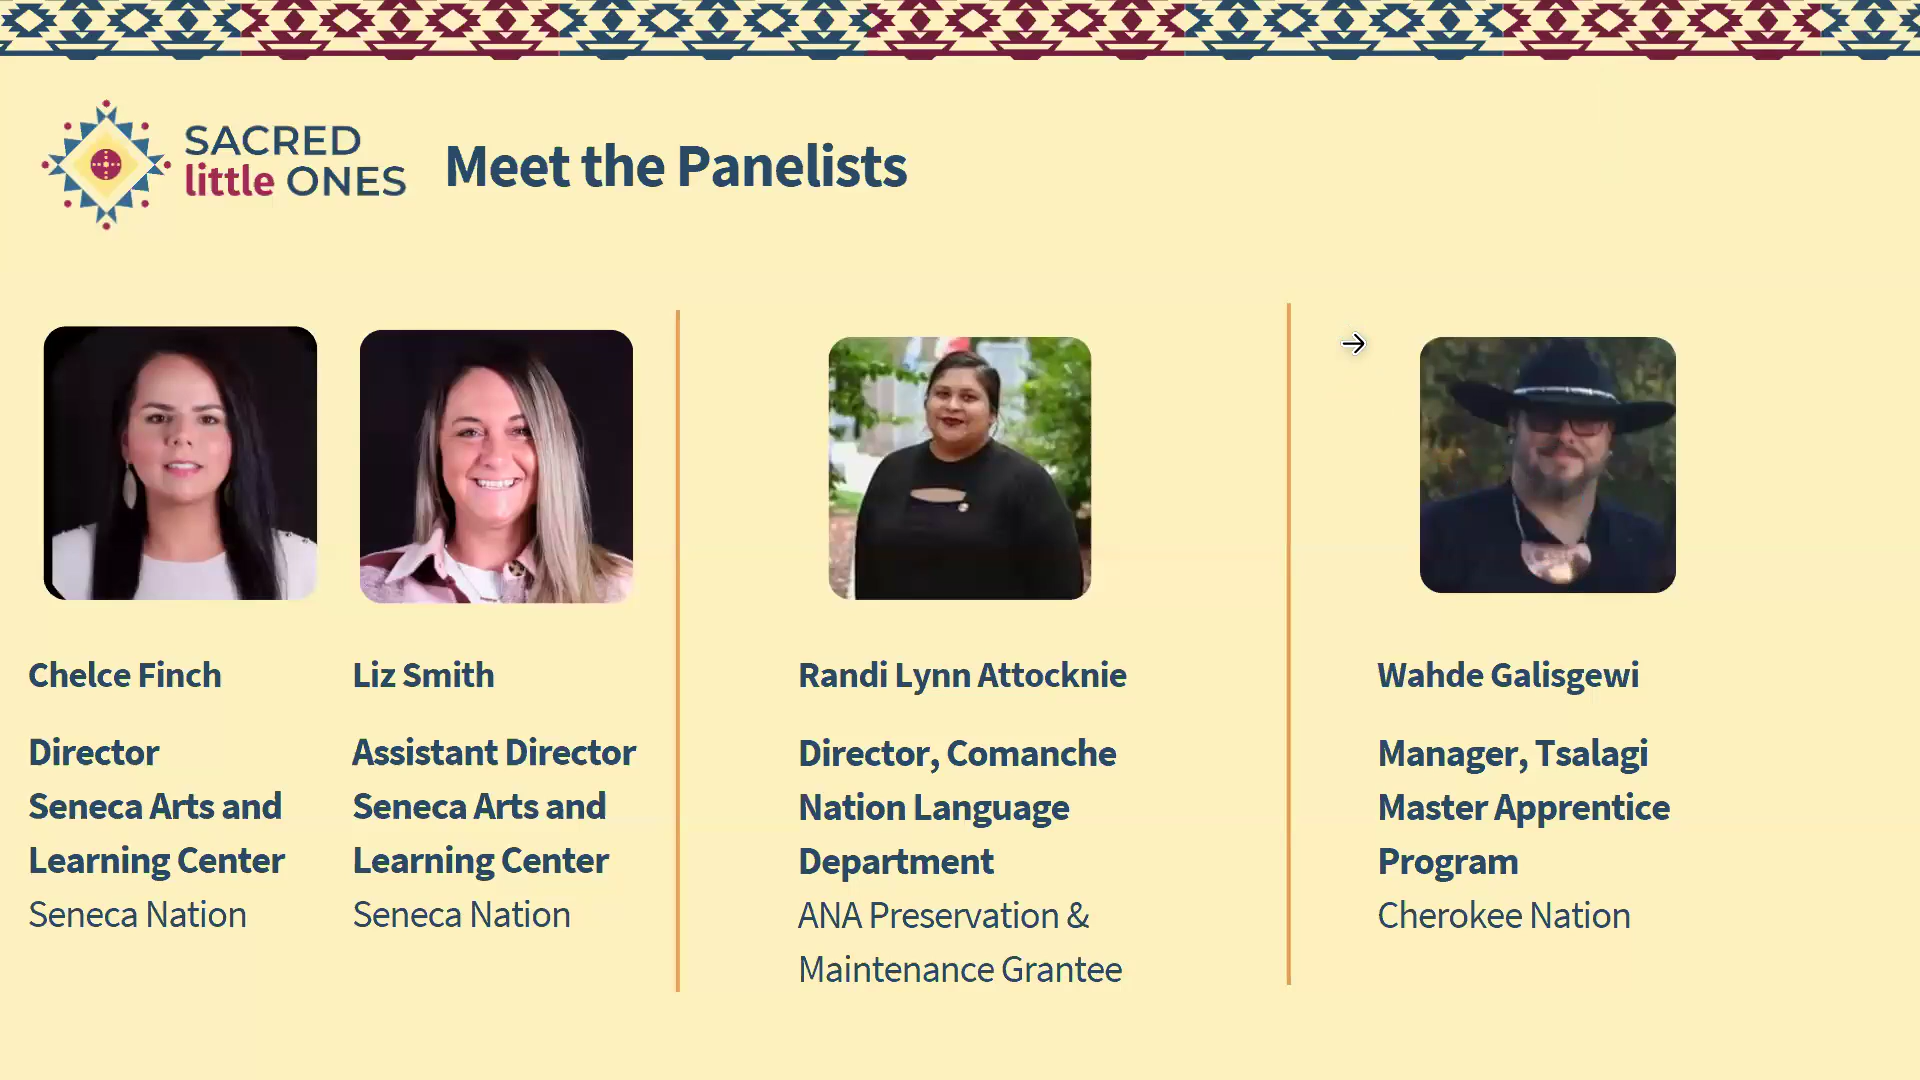 SACRED
little ONES
Meet the Panelists
Chelce Finch
Director
Seneca Arts and
Learning Center
Seneca Nation
Liz Smith
Assistant Director
Seneca Arts and
Learning Center
Seneca Nation
Randi Lynn Attocknie
Director, Comanche
Nation Language
Department
ANA Preservation &
Maintenance Grantee
Wahde Galisgewi
Manager, Tsalagi
Master Apprentice
Program
Cherokee Nation